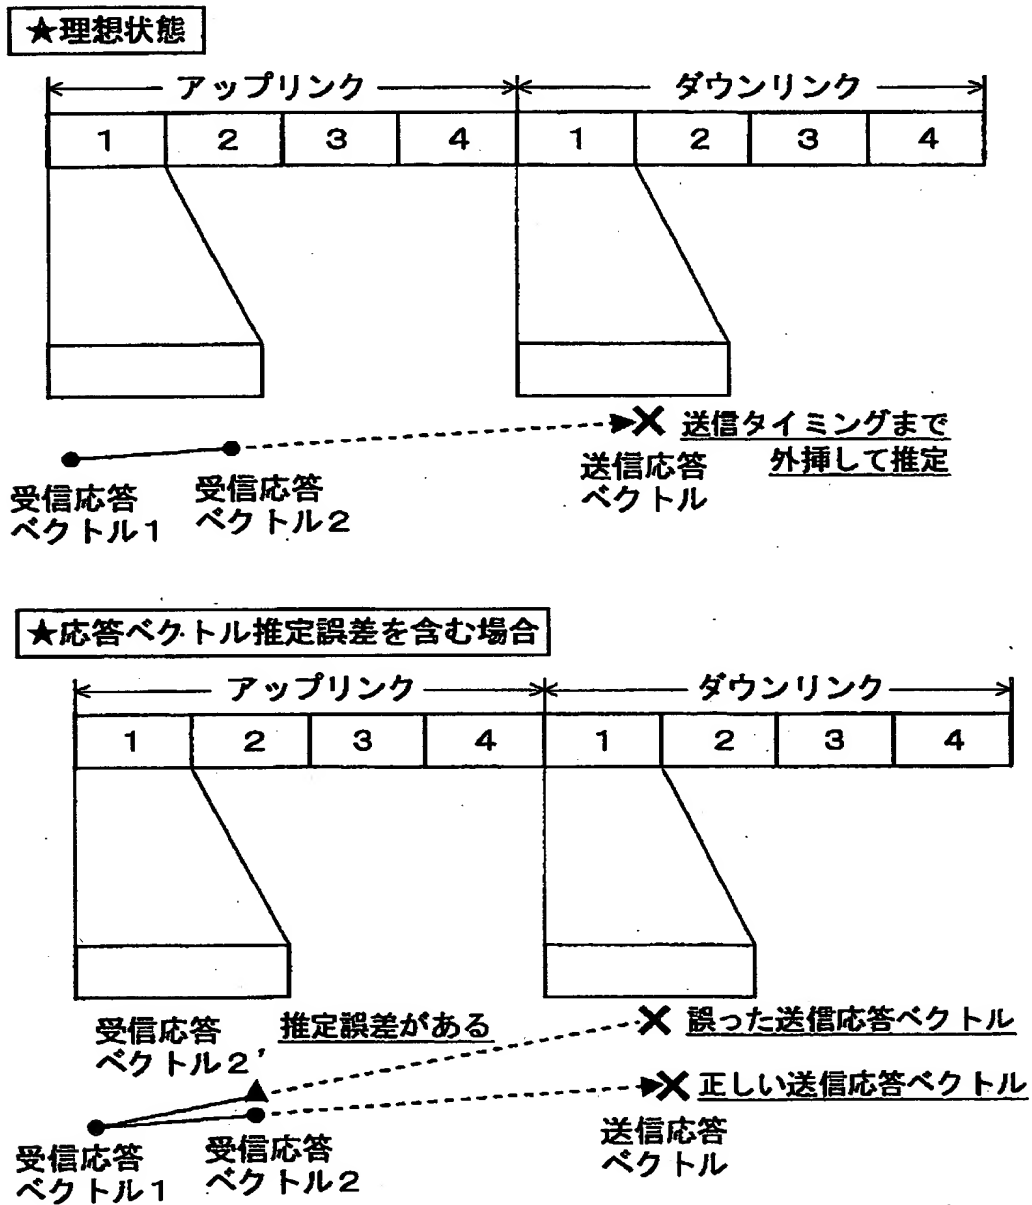 ★理想状態
アップリンク ダウンリンク
1 2 3 4 1 2 3 4
送信タイミングまで
外挿して推定
受信応答
ベクトル1
受信応答
ベクトル2
送信応答
ベクトル
★応答ベクトル推定誤差を含む場合
アップリンク ダウンリンク
1 2 3 4 1 2 3 4
受信応答
ベクトル2'
推定誤差がある
誤った送信応答ベクトル
正しい送信応答ベクトル
受信応答
ベクトル1
受信応答
ベクトル2
送信応答
ベクトル